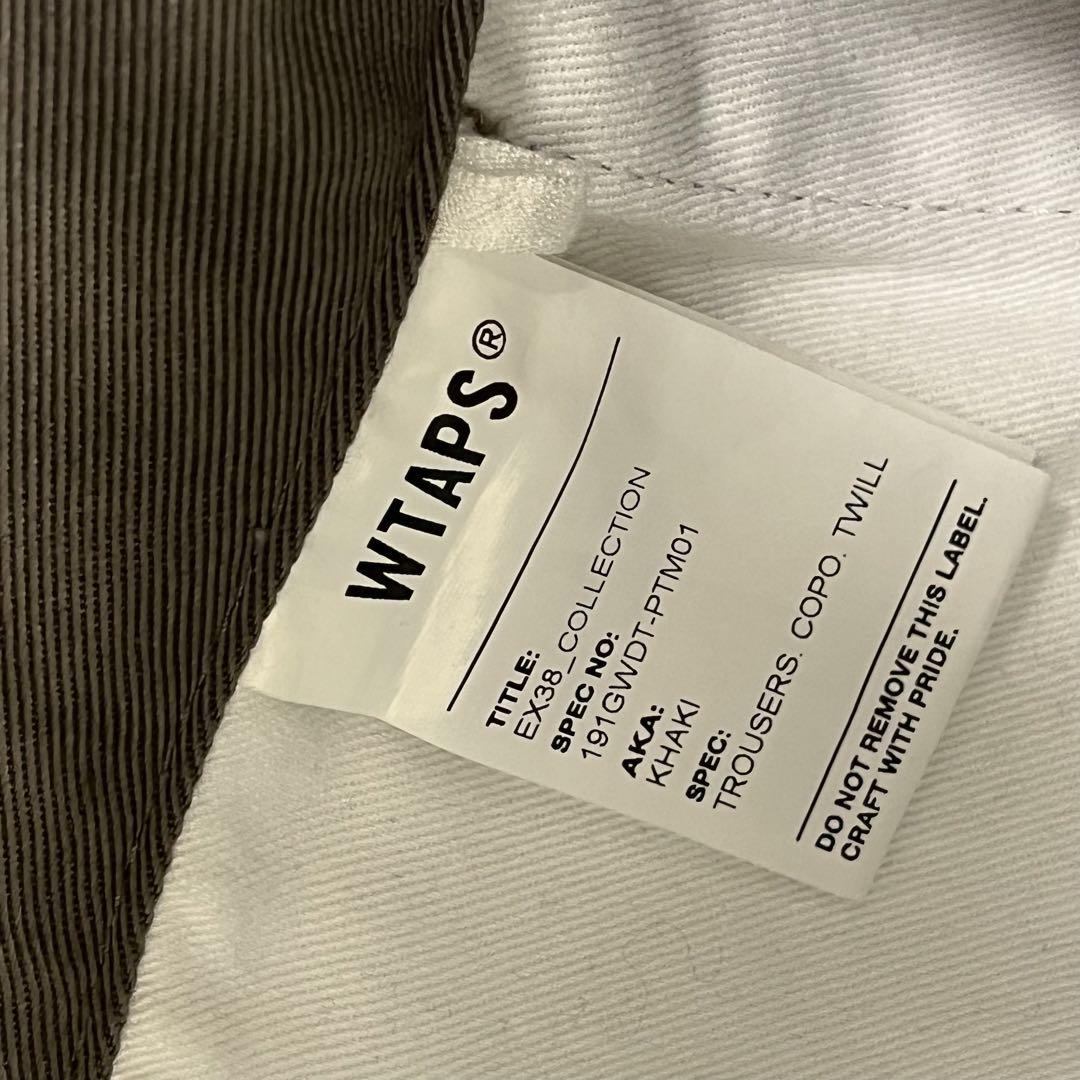 WTAPS®
TITLE:
EX38_COLLECTION
SPEC NO:
191GWDT-PTM01
AKA:
KHAKI
SPEC:
TROUSERS. COPO. TWILL
DO NOT REMOVE THIS LABEL.
CRAFT WITH PRIDE.